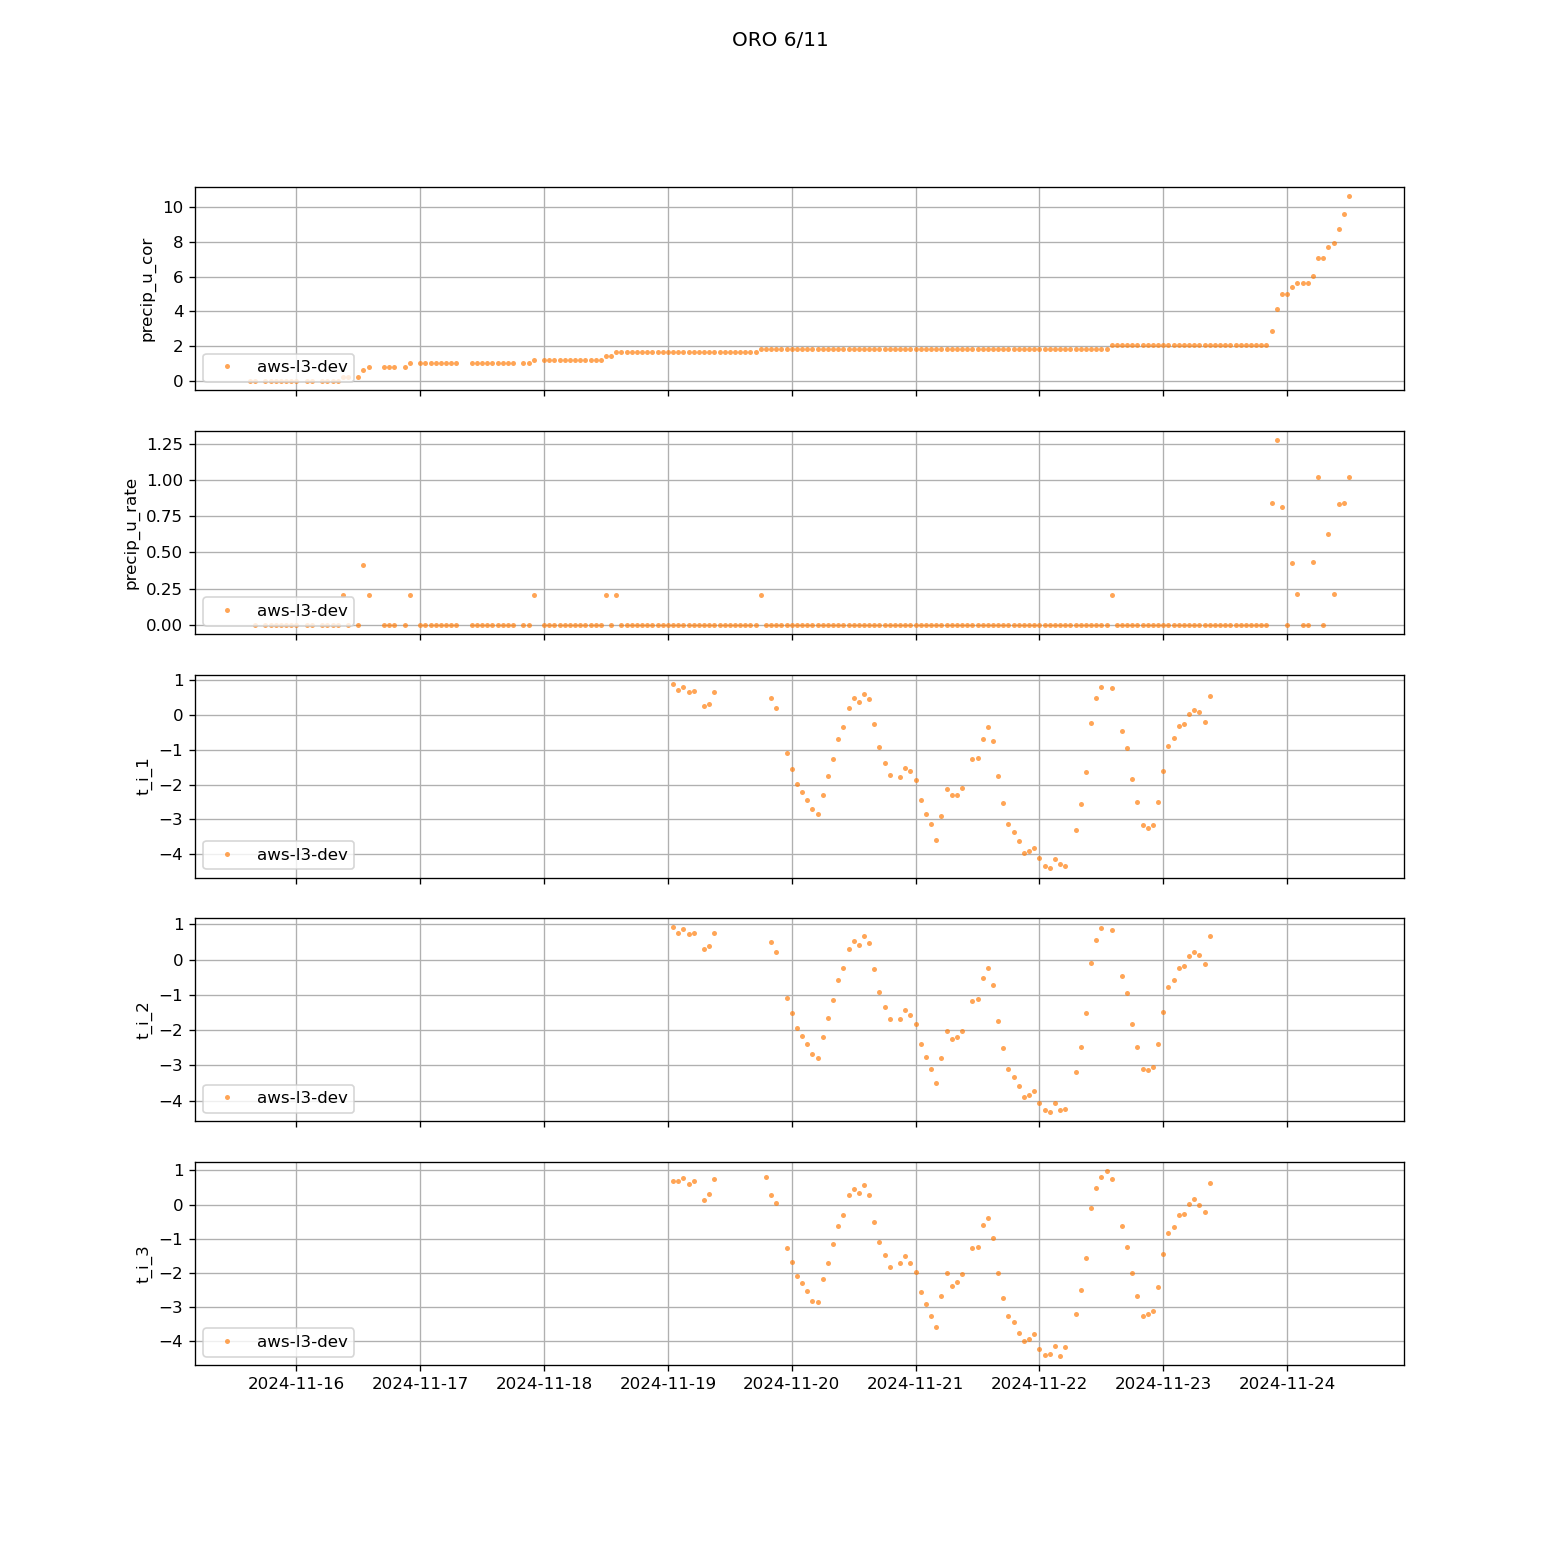 ORO 6/11
10
8
6
4
2
0
precip_u_cor
aws-l3-dev
1.25
1.00
0.75
0.50
0.25
0.00
precip_u_rate
aws-l3-dev
1
0
−1
−2
−3
−4
t_i_1
aws-l3-dev
1
0
−1
−2
−3
−4
t_i_2
aws-l3-dev
1
0
−1
−2
−3
−4
t_i_3
aws-l3-dev
2024-11-16 2024-11-17 2024-11-18 2024-11-19 2024-11-20 2024-11-21 2024-11-22 2024-11-23 2024-11-24